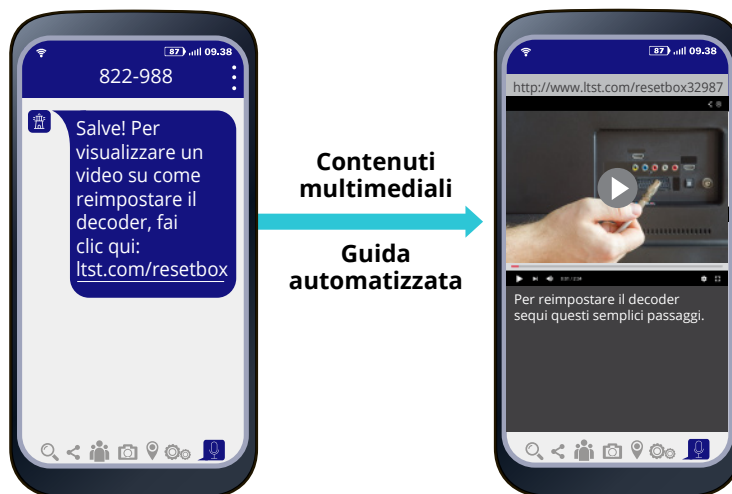 87 09.38
822-988
Salve! Per
visualizzare un
video su come
reimpostare il
decoder, fai
clic qui:
ltst.com/resetbox
Contenuti
multimediali
Guida
automatizzata
87 09.38
http://www.ltst.com/resetbox32987
Per reimpostare il decoder
sequi questi semplici passaggi.